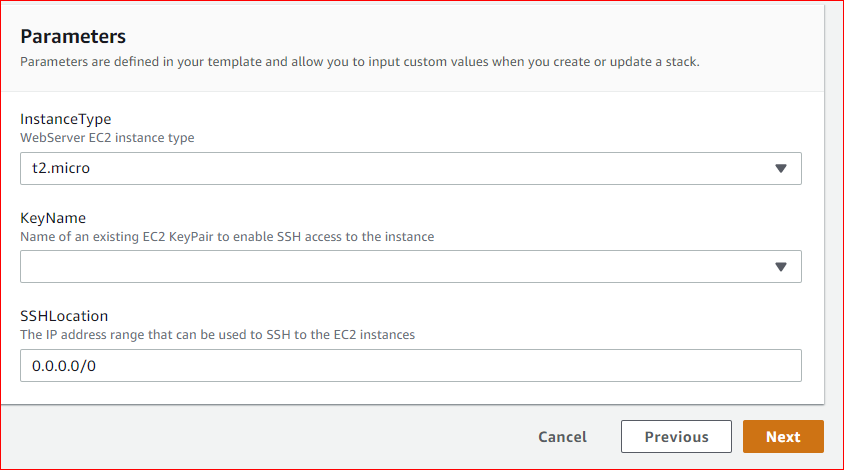 Parameters
Parameters are defined in your template and allow you to input custom values when you create or update a stack.
InstanceType
WebServer EC2 instance type
t2.micro
KeyName
Name of an existing EC2 KeyPair to enable SSH access to the instance
SSHLocation
The IP address range that can be used to SSH to the EC2 instances
0.0.0.0/0
Cancel Previous Next